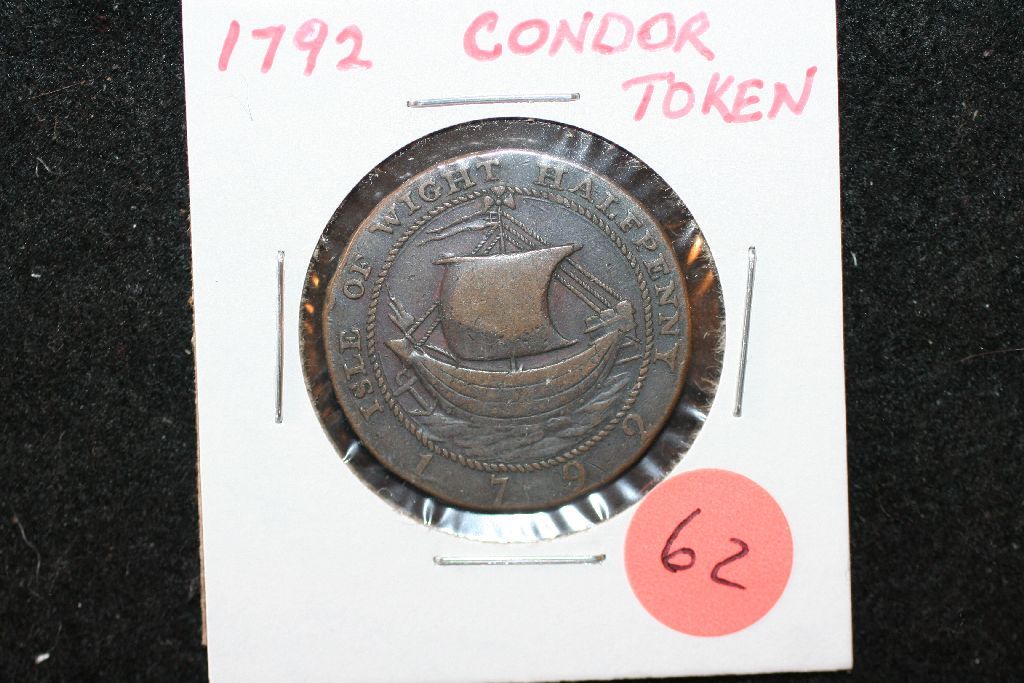 1792 CONDOR
TOKEN
ISLE OF WIGHT HALFPENNY
1792
62